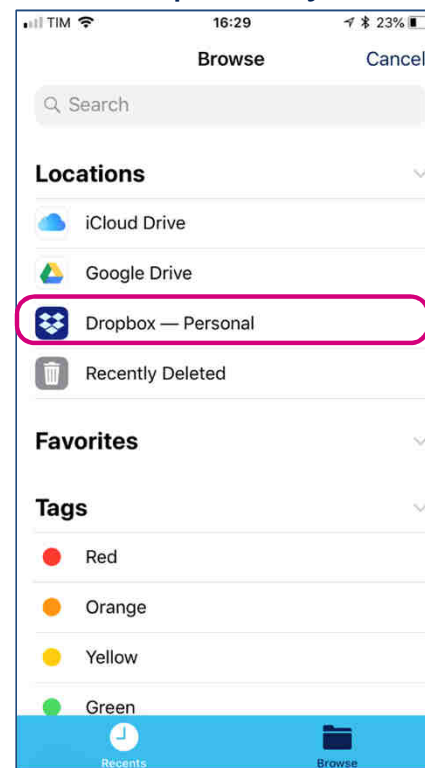 TIM 16:29 23%
Browse Cancel
Search
Locations
iCloud Drive
Google Drive
Dropbox — Personal
Recently Deleted
Favorites
Tags
Red
Orange
Yellow
Green
Recents Browse